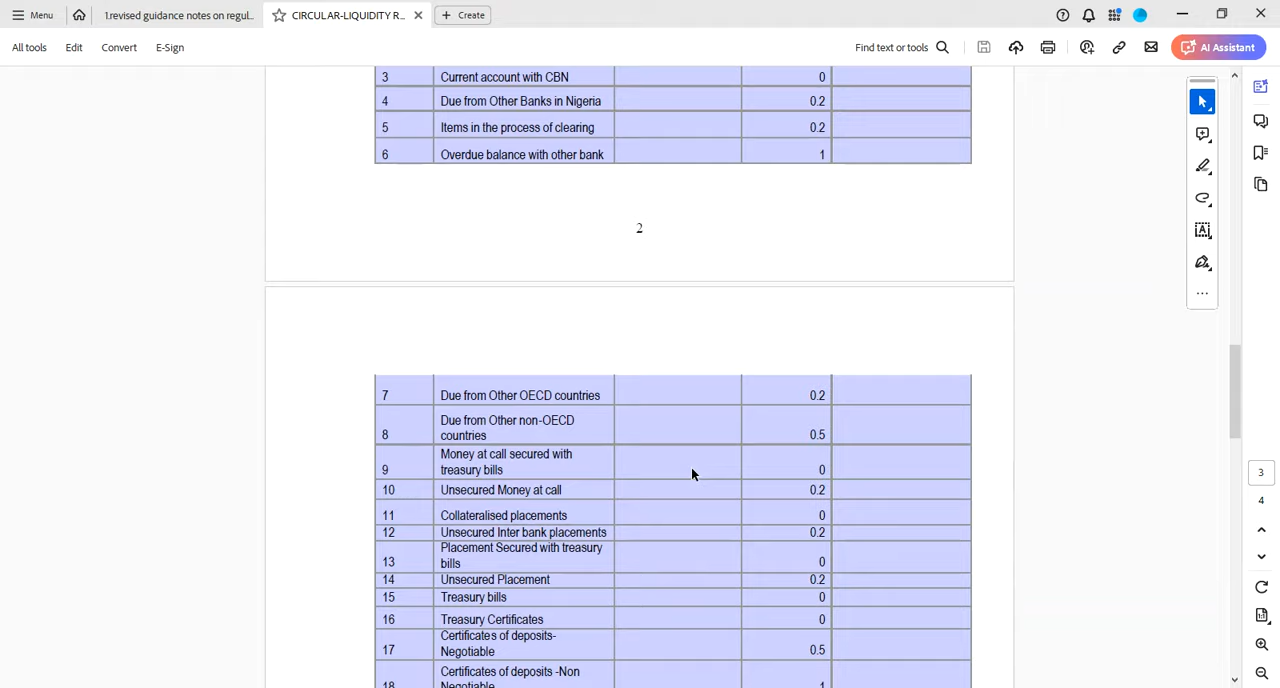 Menu 1.revised guidance notes on regul... CIRCULAR-LIQUIDITY R... Create
All tools Edit Convert E-Sign Find text or tools AI Assistant
3 Current account with CBN 0
4 Due from Other Banks in Nigeria 0.2
5 Items in the process of clearing 0.2
6 Overdue balance with other bank 1
2
7 Due from Other OECD countries 0.2
Due from Other non-OECD
8 countries 0.5
Money at call secured with
9 treasury bills 0
10 Unsecured Money at call 0.2
11 Collateralised placements 0
12 Unsecured Inter bank placements 0.2
Placement Secured with treasury
13 bills 0
14 Unsecured Placement 0.2
15 Treasury bills 0
16 Treasury Certificates 0
Certificates of deposits-
17 Negotiable 0.5
Certificates of deposits -Non
18 Negotiable 1
3
4